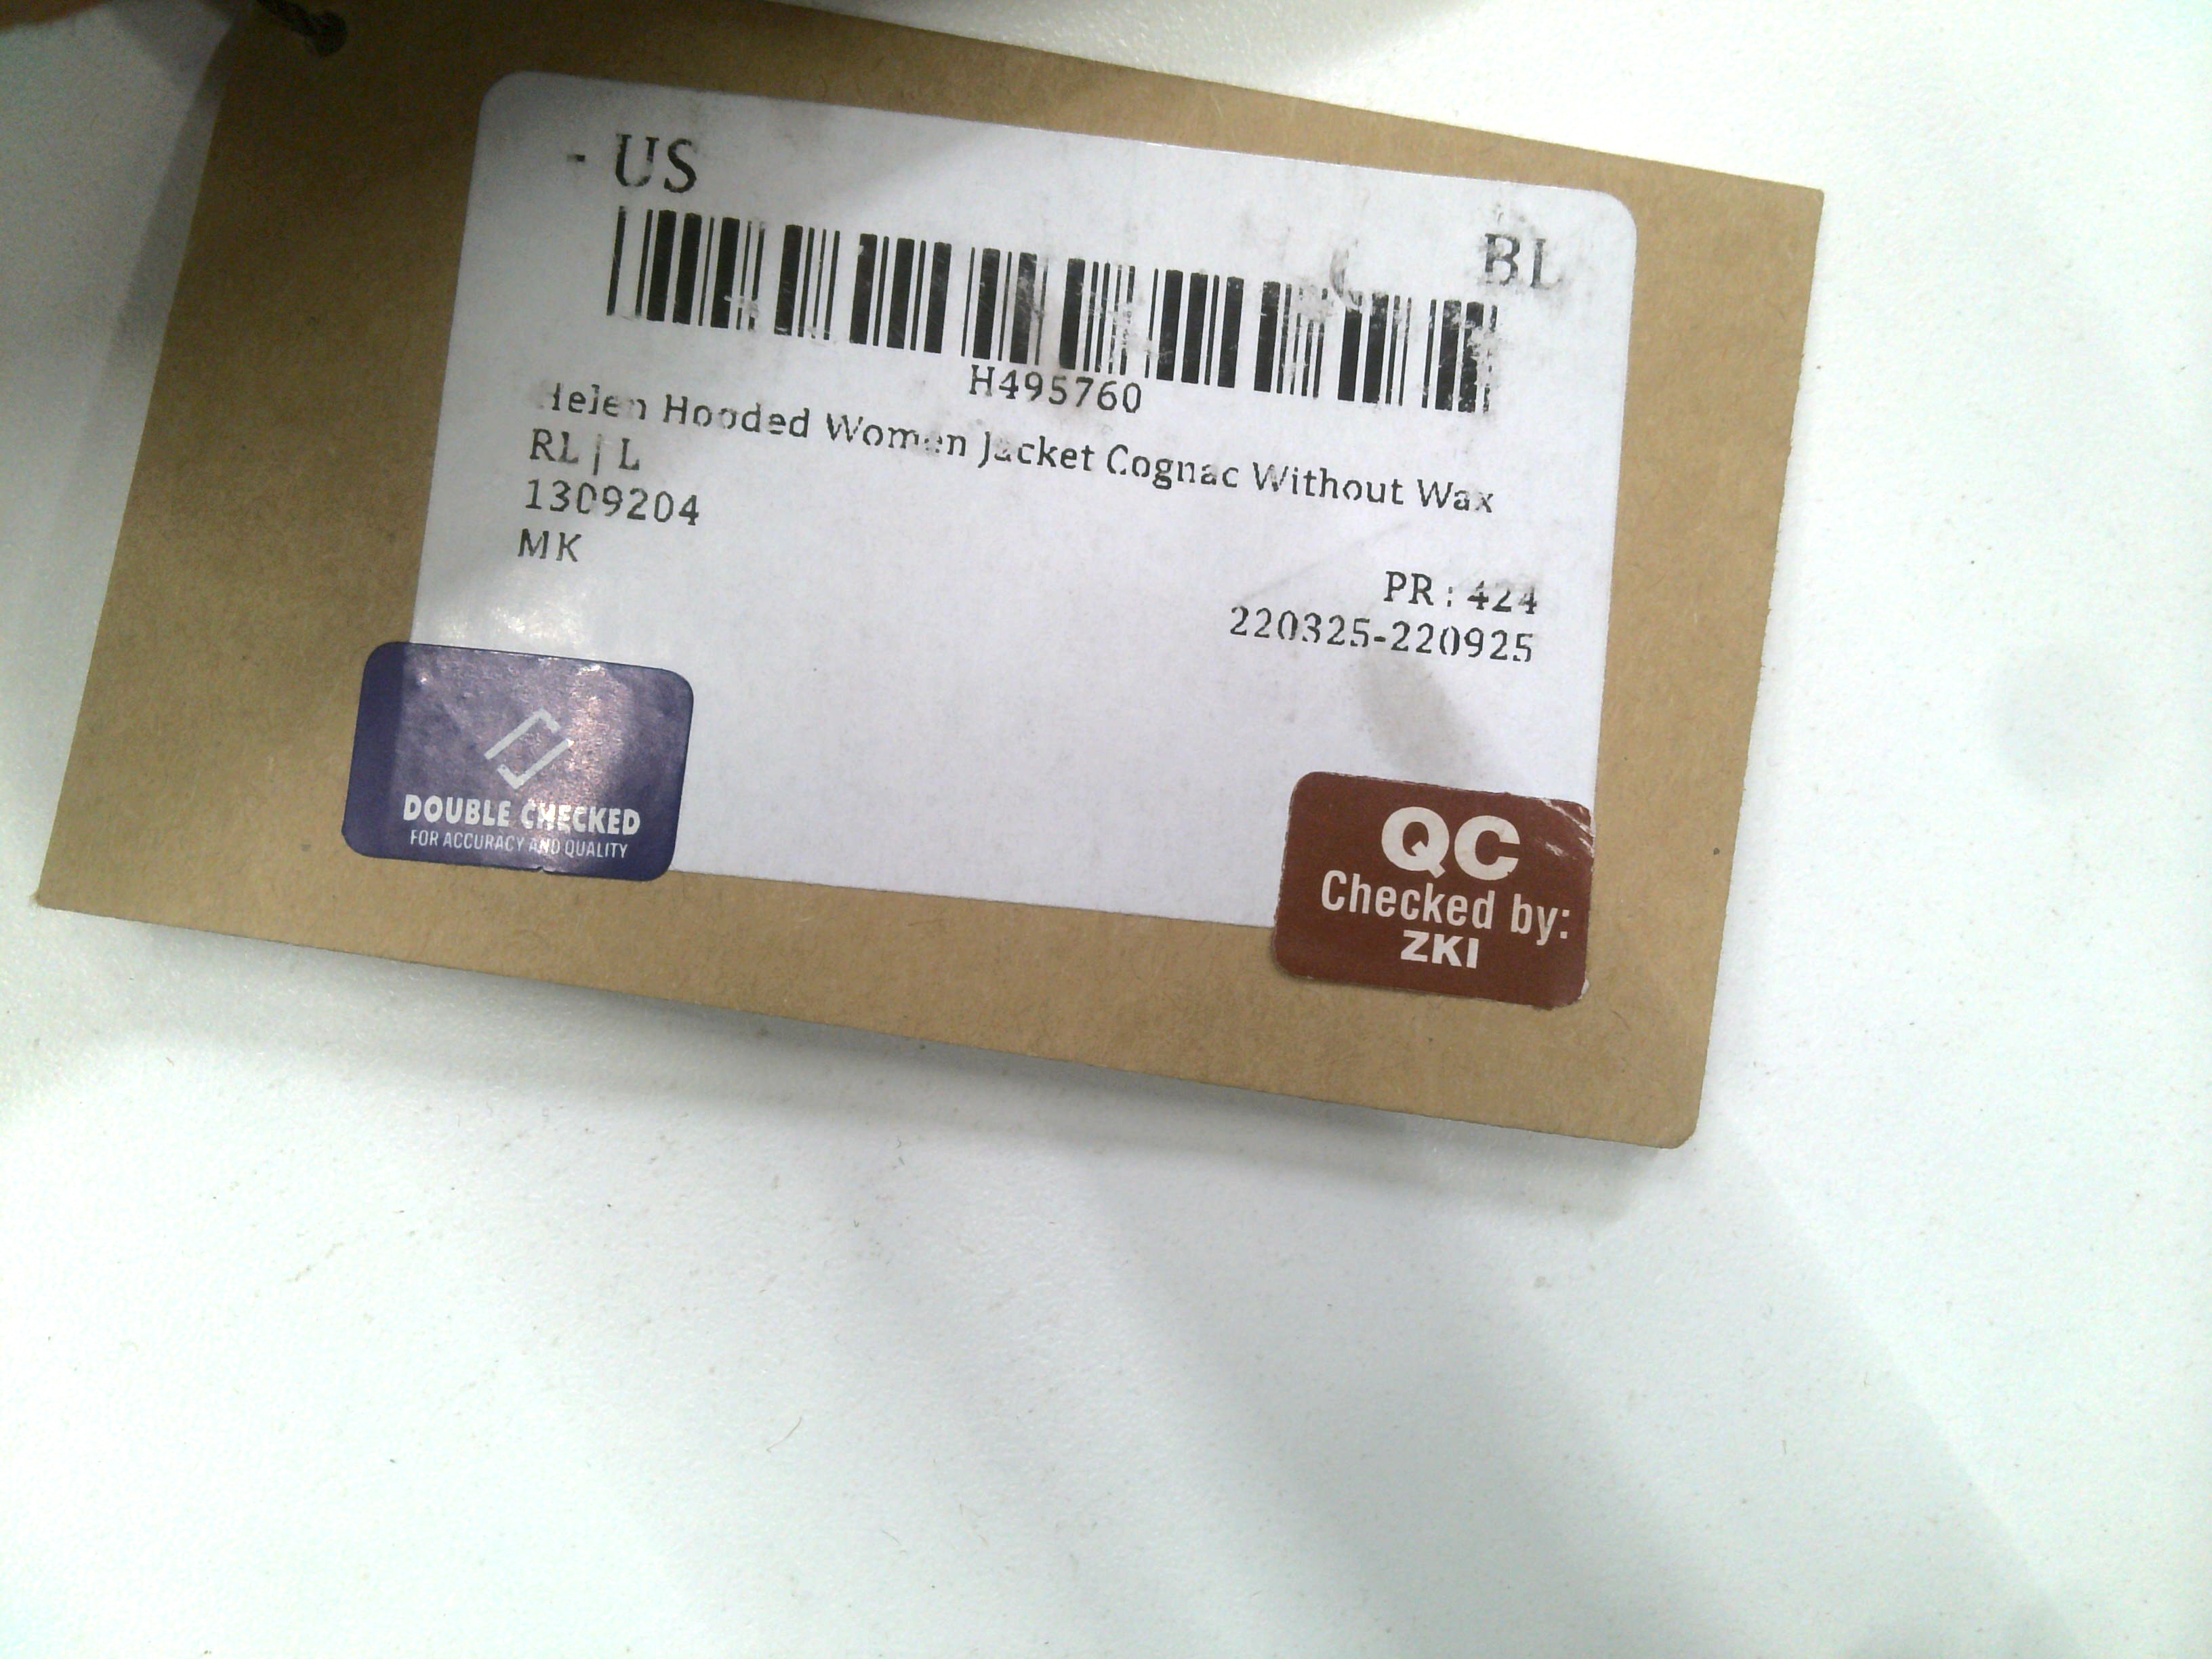 - US
BL
H495760
Helen Hooded Women Jacket Cognac Without Wax
RL | L
1309204
MK
PR : 424
220325-220925
DOUBLE CHECKED
FOR ACCURACY AND QUALITY
QC
Checked by:
ZKI